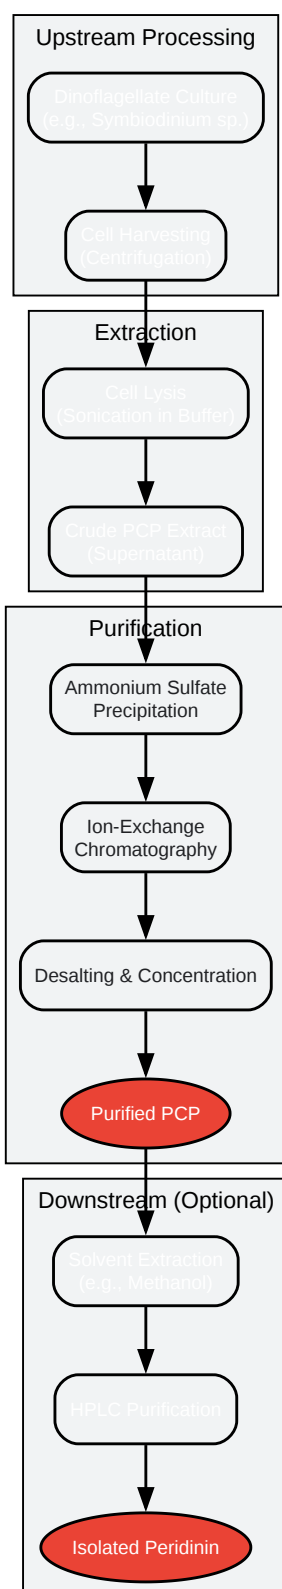 Upstream Processing
Dinoflagellate Culture
(e.g., Symbiodinium sp.)
Cell Harvesting
(Centrifugation)
Extraction
Cell Lysis
(Sonication in Buffer)
Crude PCP Extract
(Supernatant)
Purification
Ammonium Sulfate
Precipitation
Ion-Exchange
Chromatography
Desalting & Concentration
Purified PCP
Downstream (Optional)
Solvent Extraction
(e.g., Methanol)
HPLC Purification
Isolated Peridinin